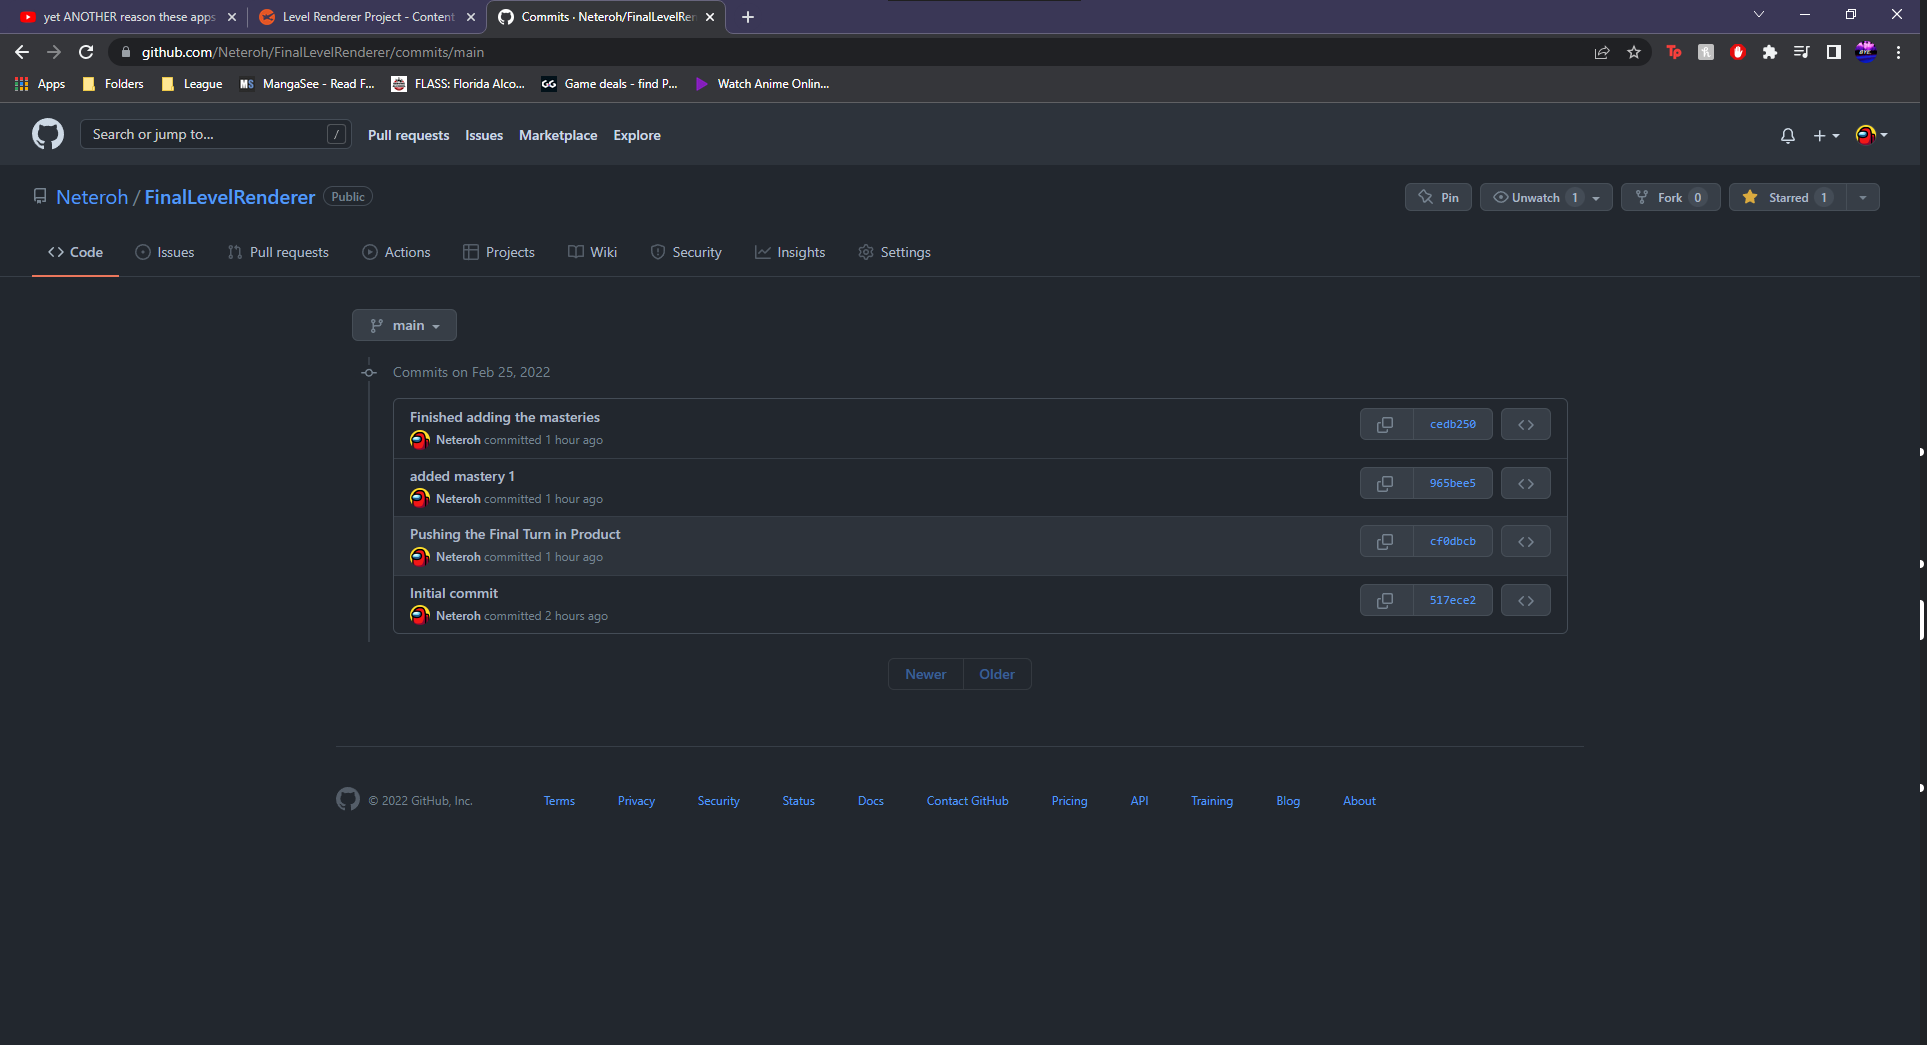 yet ANOTHER reason these apps
Level Renderer Project - Content
Commits · Neteroh/FinalLevelRen
github.com/Neteroh/FinalLevelRenderer/commits/main
Apps
Folders
League
MS MangaSee - Read F...
FLASS: Florida Alco...
GG Game deals - find P...
Watch Anime Onlin...
Search or jump to... /
Pull requests
Issues
Marketplace
Explore
Neteroh / FinalLevelRenderer Public
Pin
Unwatch 1
Fork 0
Starred 1
Code
Issues
Pull requests
Actions
Projects
Wiki
Security
Insights
Settings
main
Commits on Feb 25, 2022
Finished adding the masteries
Neteroh committed 1 hour ago
cedb250
added mastery 1
Neteroh committed 1 hour ago
965bee5
Pushing the Final Turn in Product
Neteroh committed 1 hour ago
cf0dbcb
Initial commit
Neteroh committed 2 hours ago
517ece2
Newer
Older
© 2022 GitHub, Inc.
Terms
Privacy
Security
Status
Docs
Contact GitHub
Pricing
API
Training
Blog
About